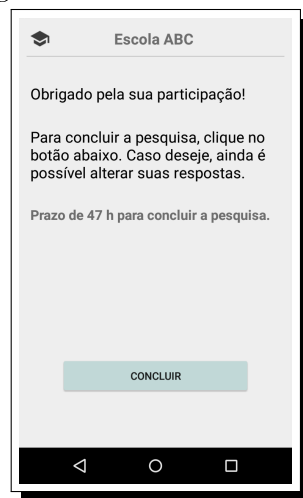 Escola ABC
Obrigado pela sua participação!
Para concluir a pesquisa, clique no
botão abaixo. Caso deseje, ainda é
possível alterar suas respostas.
Prazo de 47 h para concluir a pesquisa.
CONCLUIR